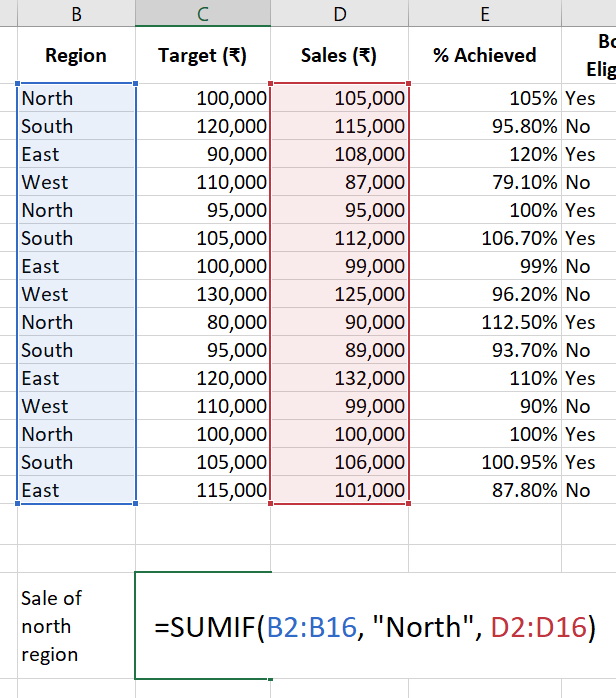 B C D E
Region Target (₹) Sales (₹) % Achieved Bo
Elig
North 100,000 105,000 105% Yes
South 120,000 115,000 95.80% No
East 90,000 108,000 120% Yes
West 110,000 87,000 79.10% No
North 95,000 95,000 100% Yes
South 105,000 112,000 106.70% Yes
East 100,000 99,000 99% No
West 130,000 125,000 96.20% No
North 80,000 90,000 112.50% Yes
South 95,000 89,000 93.70% No
East 120,000 132,000 110% Yes
West 110,000 99,000 90% No
North 100,000 100,000 100% Yes
South 105,000 106,000 100.95% Yes
East 115,000 101,000 87.80% No
Sale of
north
region
=SUMIF(B2:B16, "North", D2:D16)